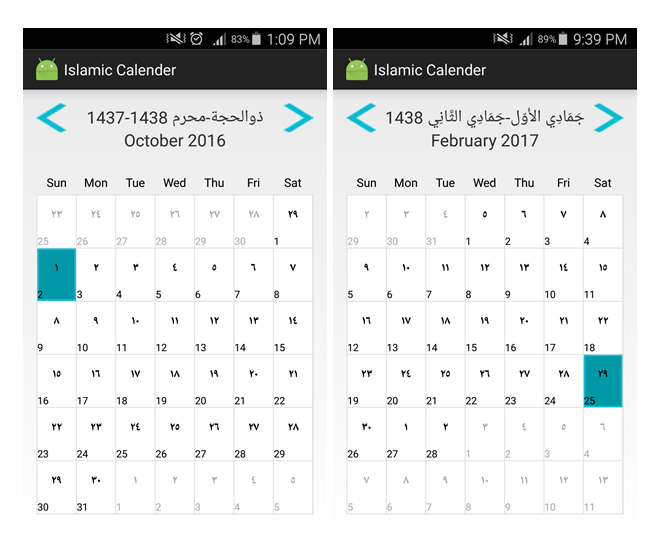 83% 1:09 PM
Islamic Calender
ذوالحجة-محرم 1438-1437
October 2016
Sun Mon Tue Wed Thu Fri Sat
٢٣ ٢٤ ٢٥ ٢٦ ٢٧ ٢٨ ٢٩
25 26 27 28 29 30 1
١ ٢ ٣ ٤ ٥ ٦ ٧
2 3 4 5 6 7 8
٨ ٩ ١٠ ١١ ١٢ ١٣ ١٤
9 10 11 12 13 14 15
١٥ ١٦ ١٧ ١٨ ١٩ ٢٠ ٢١
16 17 18 19 20 21 22
٢٢ ٢٣ ٢٤ ٢٥ ٢٦ ٢٧ ٢٨
23 24 25 26 27 28 29
٢٩ ٣٠ ١ ٢ ٣ ٤ ٥
30 31 1 2 3 4 5
89% 9:39 PM
Islamic Calender
جَمَادِي الأوَل-جَمَادِي الثَّانِي 1438
February 2017
Sun Mon Tue Wed Thu Fri Sat
٢ ٣ ٤ ٥ ٦ ٧ ٨
29 30 31 1 2 3 4
٩ ١٠ ١١ ١٢ ١٣ ١٤ ١٥
5 6 7 8 9 10 11
١٦ ١٧ ١٨ ١٩ ٢٠ ٢١ ٢٢
12 13 14 15 16 17 18
٢٣ ٢٤ ٢٥ ٢٦ ٢٧ ٢٨ ٢٩
19 20 21 22 23 24 25
٣٠ ١ ٢ ٣ ٤ ٥ ٦
26 27 28 1 2 3 4
٧ ٨ ٩ ١٠ ١١ ١٢ ١٣
5 6 7 8 9 10 11